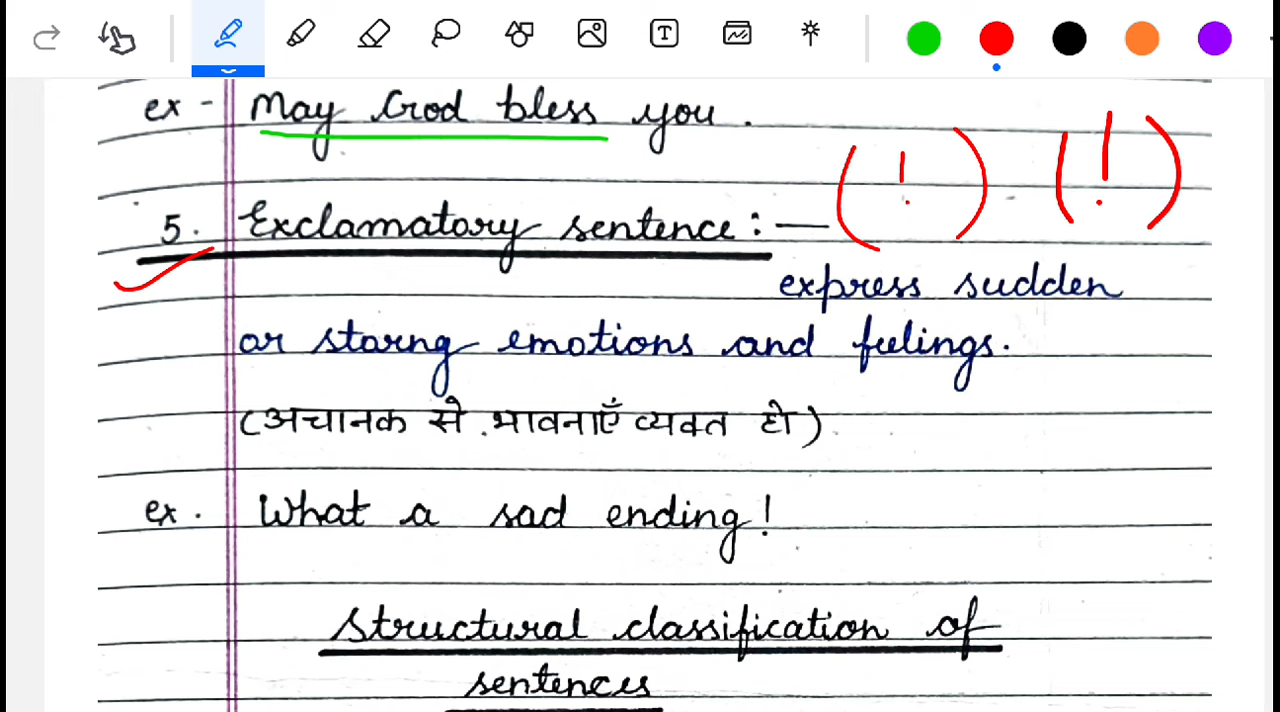 ex - May God bless you.
5. Exclamatory sentence :— (!) (!)
express sudden
or starng emotions and feelings.
(अचानक से भावनाएँ व्यक्त हो)
ex. What a sad ending!
Structural classification of
sentences